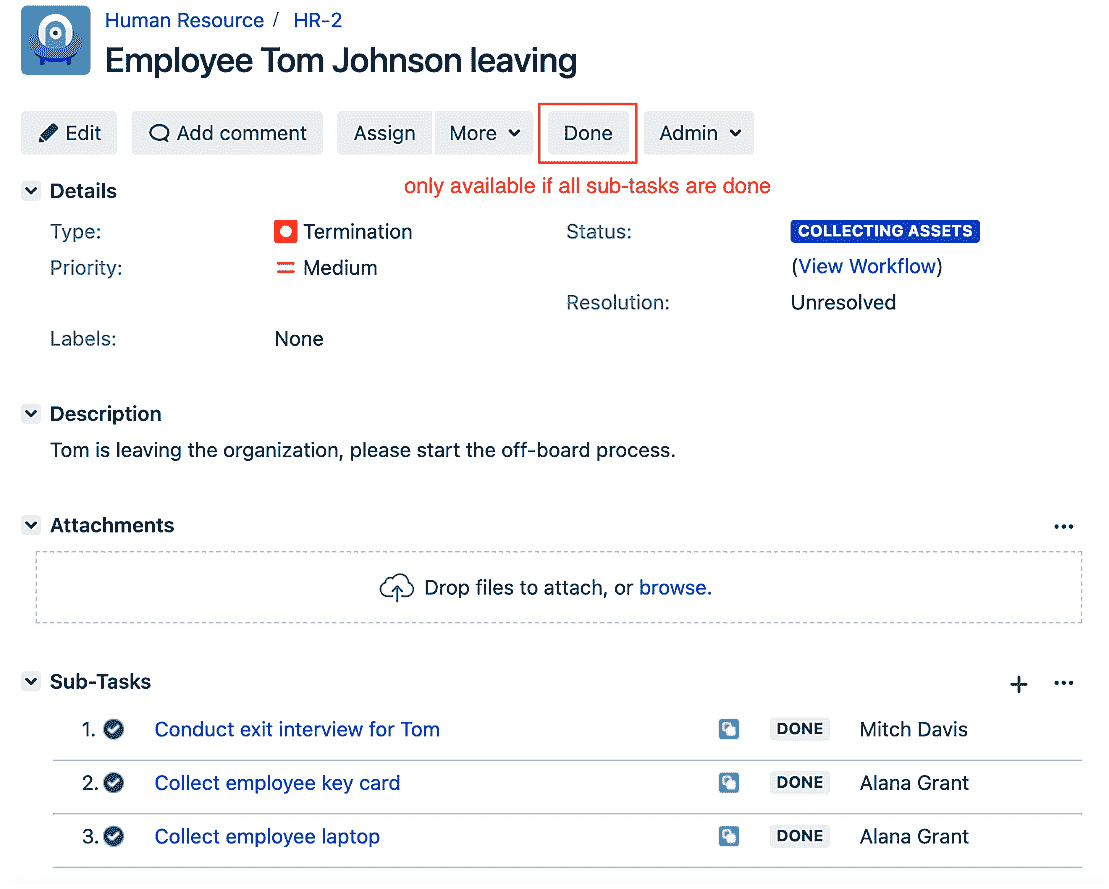 Human Resource / HR-2
Employee Tom Johnson leaving
Edit Add comment Assign More Done Admin
only available if all sub-tasks are done
Details
Type: Termination Status: COLLECTING ASSETS
Priority: Medium (View Workflow)
Resolution: Unresolved
Labels: None
Description
Tom is leaving the organization, please start the off-board process.
Attachments
Drop files to attach, or browse.
Sub-Tasks
1. Conduct exit interview for Tom DONE Mitch Davis
2. Collect employee key card DONE Alana Grant
3. Collect employee laptop DONE Alana Grant